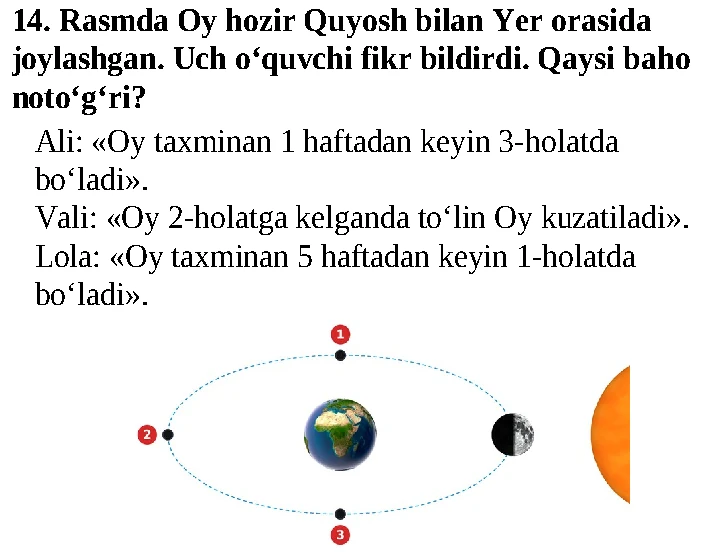 14. Rasmda Oy hozir Quyosh bilan Yer orasida
joylashgan. Uch o‘quvchi fikr bildirdi. Qaysi baho
noto‘g‘ri?
Ali: «Oy taxminan 1 haftadan keyin 3-holatda
bo‘ladi».
Vali: «Oy 2-holatga kelganda to‘lin Oy kuzatiladi».
Lola: «Oy taxminan 5 haftadan keyin 1-holatda
bo‘ladi».
1
2
3